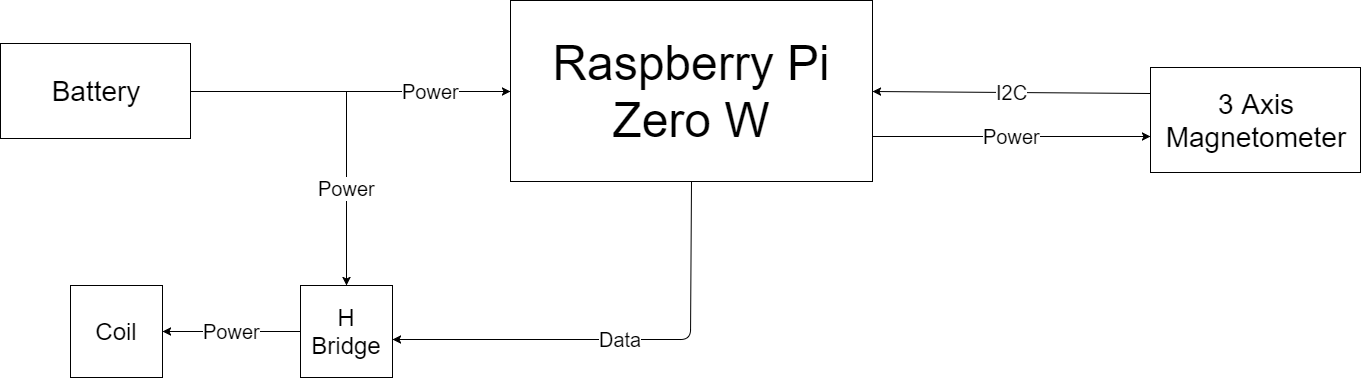 Battery
Power
Raspberry Pi
Zero W
I2C
Power
3 Axis
Magnetometer
Power
Coil
Power
H
Bridge
Data